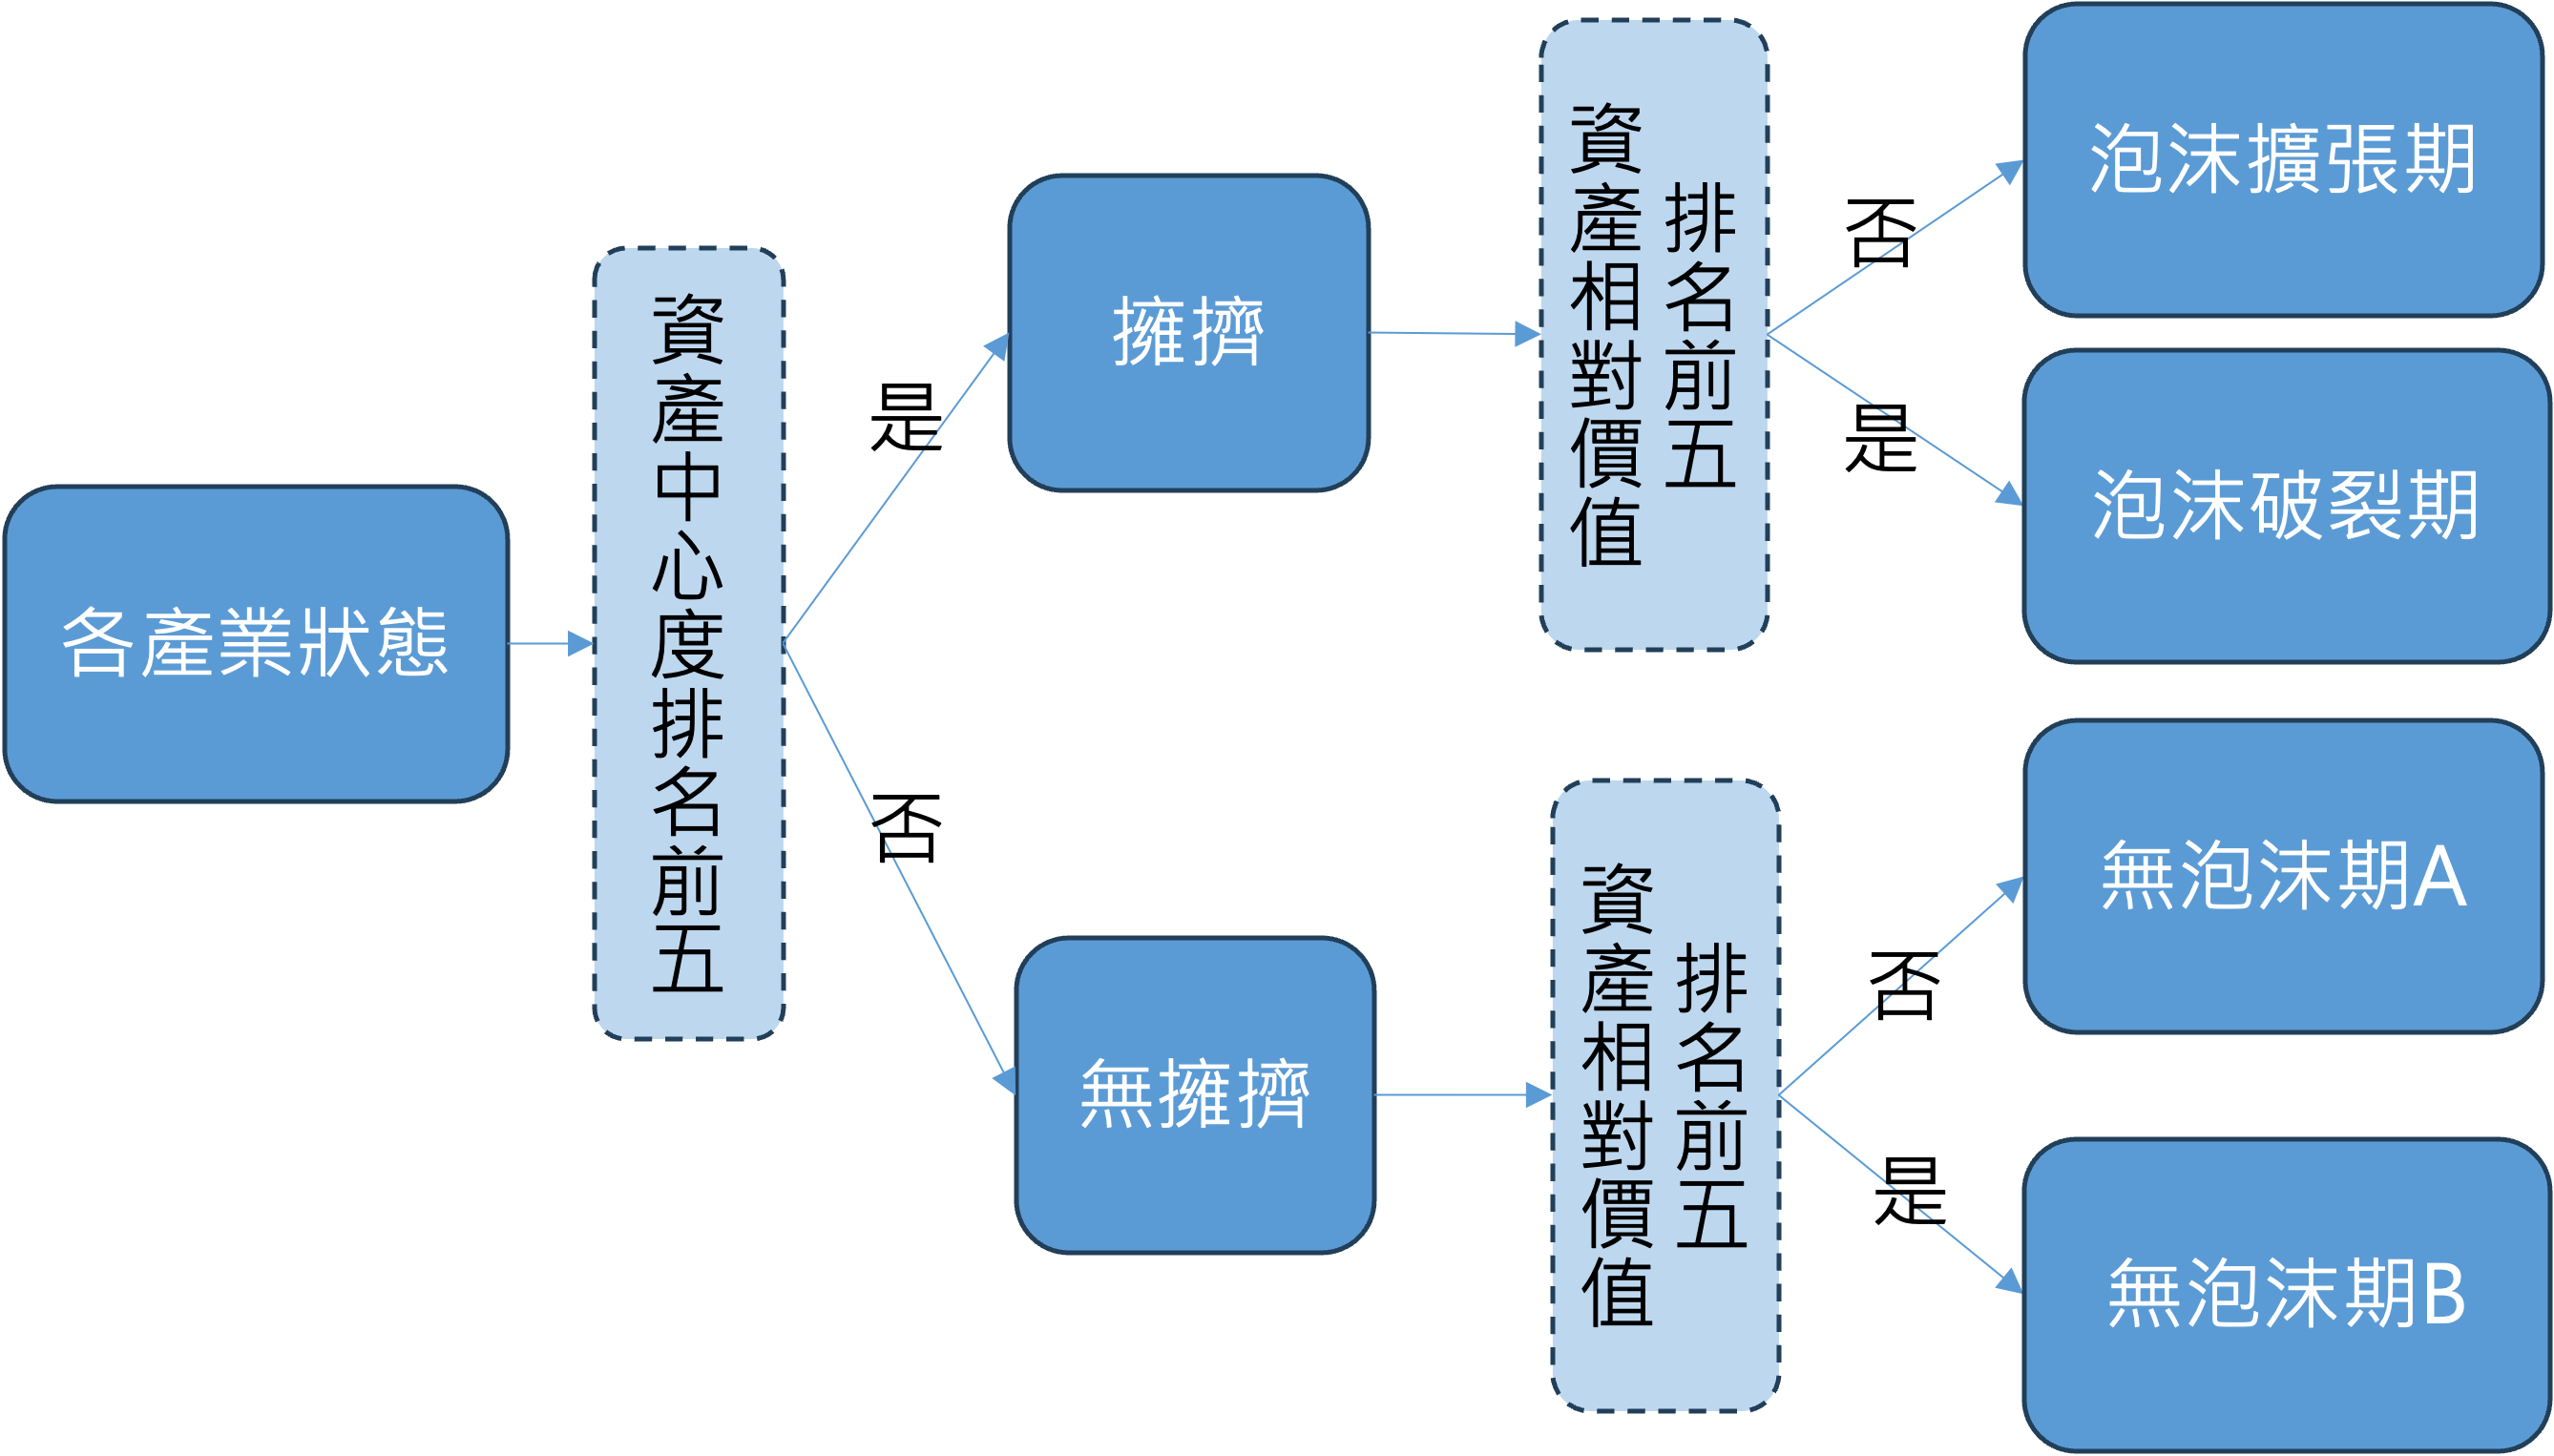 各產業狀態
資產中心度排名前五
是
否
擁擠
無擁擠
資產相對價值
排名前五
否
是
資產相對價值
排名前五
否
是
泡沫擴張期
泡沫破裂期
無泡沫期A
無泡沫期B